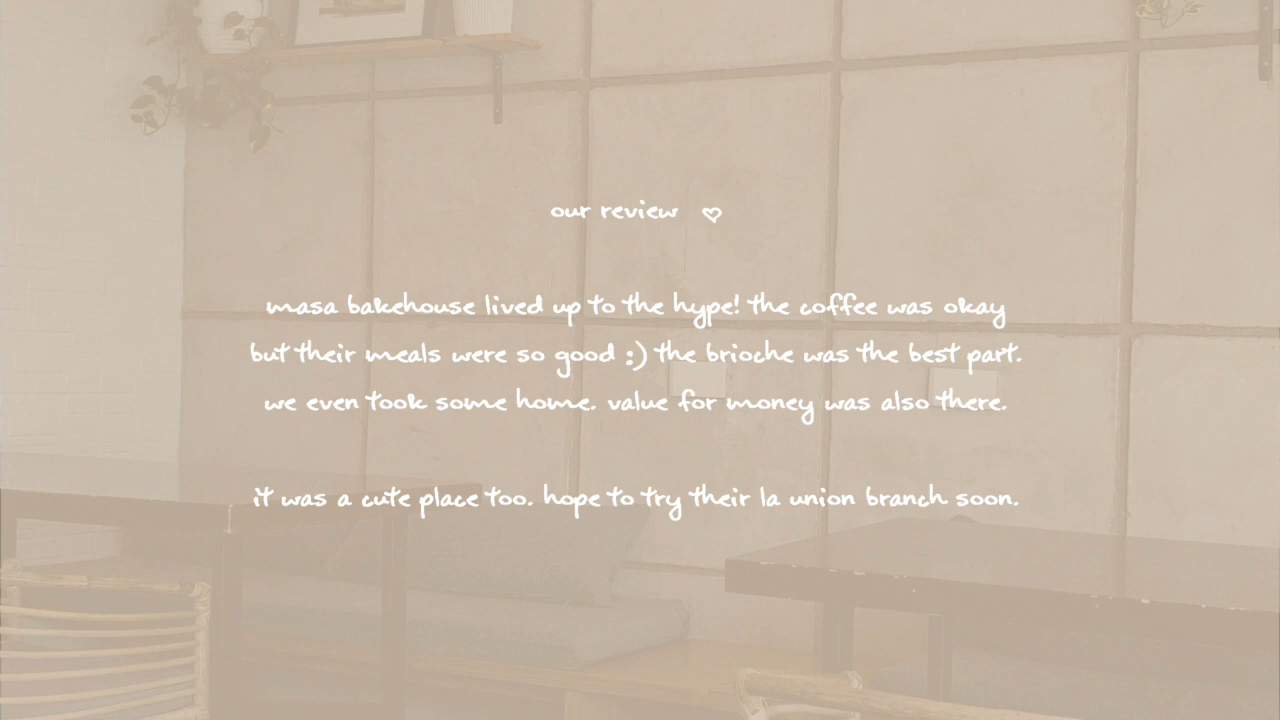 our review ♡
masa bakehouse lived up to the hype! the coffee was okay
but their meals were so good :) the brioche was the best part.
we even took some home. value for money was also there.
it was a cute place too. hope to try their la union branch soon.